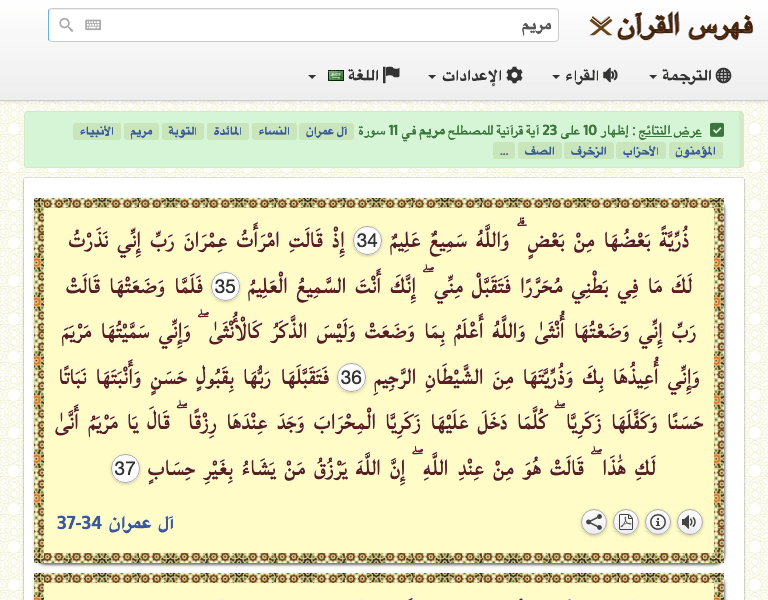 فهرس القرآن
مريم
الترجمة القراء الإعدادات اللغة
عرض النتائج : إظهار 10 على 23 آية قرآنية للمصطلح مريم في 11 سورة آل عمران النساء المائدة التوبة مريم الأنبياء
المؤمنون الأحزاب الزخرف الصف ...
ذُرِّيَّةً بَعْضُهَا مِنْ بَعْضٍ ۗ وَاللَّهُ سَمِيعٌ عَلِيمٌ 34 إِذْ قَالَتِ امْرَأَتُ عِمْرَانَ رَبِّ إِنِّي نَذَرْتُ
لَكَ مَا فِي بَطْنِي مُحَرَّرًا فَتَقَبَّلْ مِنِّي ۖ إِنَّكَ أَنْتَ السَّمِيعُ الْعَلِيمُ 35 فَلَمَّا وَضَعَتْهَا قَالَتْ
رَبِّ إِنِّي وَضَعْتُهَا أُنْثَىٰ وَاللَّهُ أَعْلَمُ بِمَا وَضَعَتْ وَلَيْسَ الذَّكَرُ كَالْأُنْثَىٰ ۖ وَإِنِّي سَمَّيْتُهَا مَرْيَمَ
وَإِنِّي أُعِيذُهَا بِكَ وَذُرِّيَّتَهَا مِنَ الشَّيْطَانِ الرَّجِيمِ 36 فَتَقَبَّلَهَا رَبُّهَا بِقَبُولٍ حَسَنٍ وَأَنْبَتَهَا نَبَاتًا
حَسَنًا وَكَفَّلَهَا زَكَرِيَّا ۖ كُلَّمَا دَخَلَ عَلَيْهَا زَكَرِيَّا الْمِحْرَابَ وَجَدَ عِنْدَهَا رِزْقًا ۖ قَالَ يَا مَرْيَمُ أَنَّىٰ
لَكِ هَٰذَا ۖ قَالَتْ هُوَ مِنْ عِنْدِ اللَّهِ ۖ إِنَّ اللَّهَ يَرْزُقُ مَنْ يَشَاءُ بِغَيْرِ حِسَابٍ 37
آل عمران 34-37